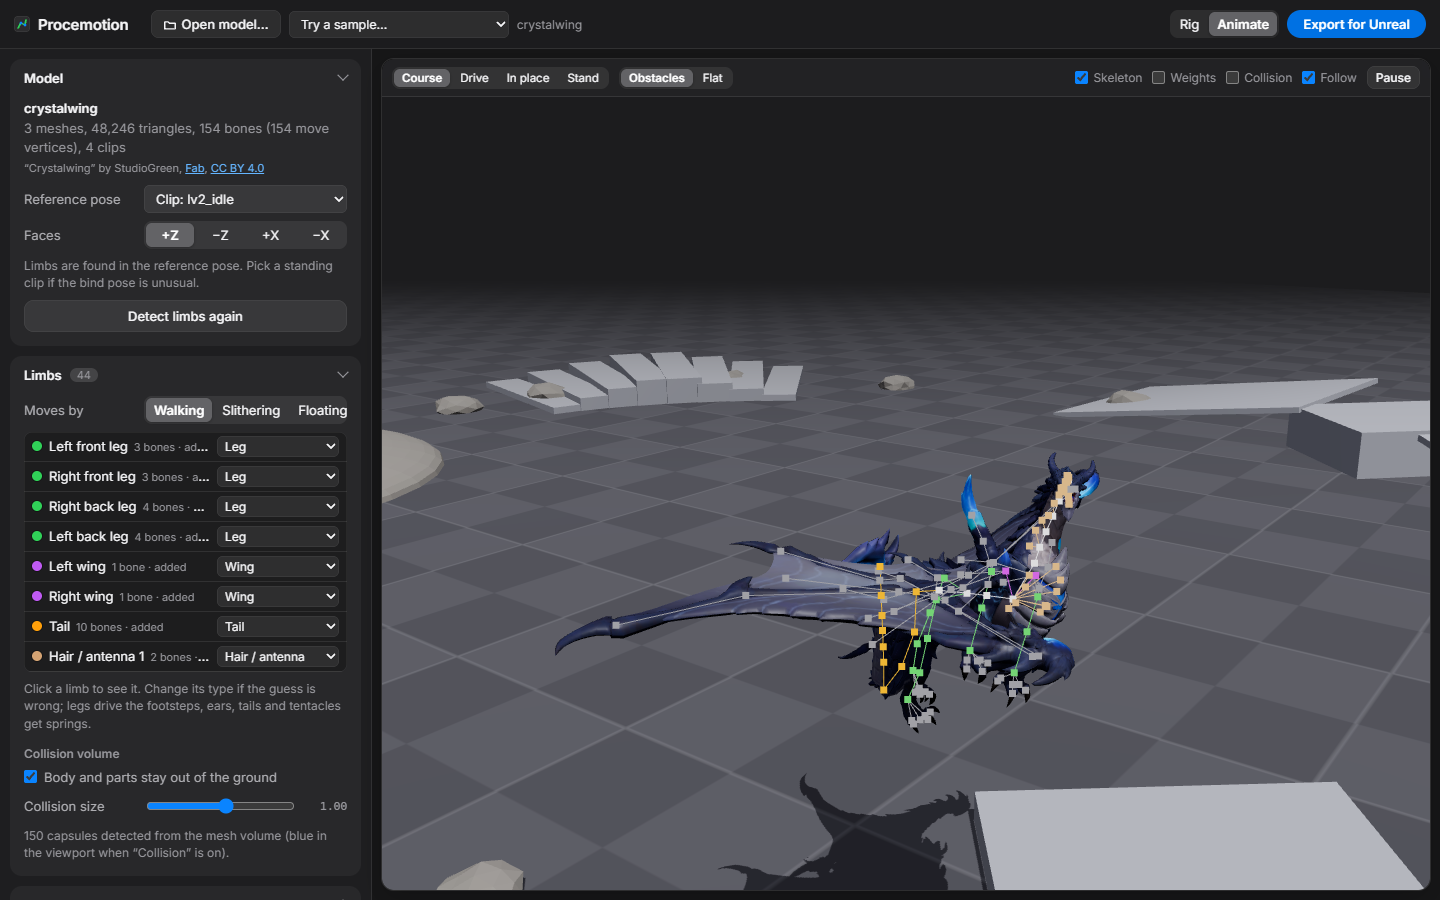 Procemotion
Open model...
Try a sample...
crystalwing
Rig
Animate
Export for Unreal
Model
crystalwing
3 meshes, 48,246 triangles, 154 bones (154 move
vertices), 4 clips
“Crystalwing” by StudioGreen, Fab, CC BY 4.0
Reference pose
Clip: lv2_idle
Faces
+Z
−Z
+X
−X
Limbs are found in the reference pose. Pick a standing
clip if the bind pose is unusual.
Detect limbs again
Limbs 44
Moves by
Walking
Slithering
Floating
Left front leg 3 bones · ad...
Leg
Right front leg 3 bones · a...
Leg
Right back leg 4 bones · ...
Leg
Left back leg 4 bones · ad...
Leg
Left wing 1 bone · added
Wing
Right wing 1 bone · added
Wing
Tail 10 bones · added
Tail
Hair / antenna 1 2 bones ·...
Hair / antenna
Click a limb to see it. Change its type if the guess is
wrong; legs drive the footsteps, ears, tails and tentacles
get springs.
Collision volume
Body and parts stay out of the ground
Collision size
1.00
150 capsules detected from the mesh volume (blue in
the viewport when “Collision” is on).
Course
Drive
In place
Stand
Obstacles
Flat
Skeleton
Weights
Collision
Follow
Pause